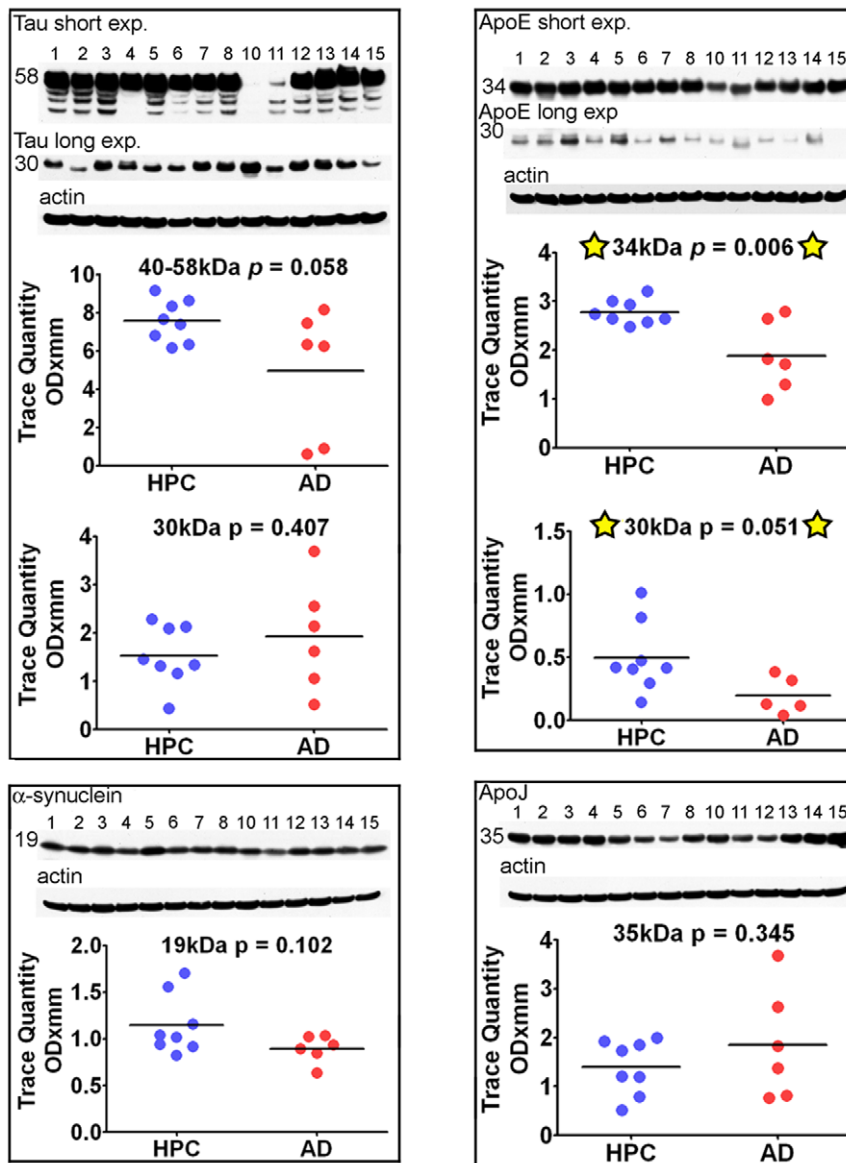 Tau short exp.
1 2 3 4 5 6 7 8 10 11 12 13 14 15
58
Tau long exp.
30
actin
40-58kDa p = 0.058
10
8
6
4
2
0
Trace Quantity
ODxmm
HPC AD
30kDa p = 0.407
4
3
2
1
0
Trace Quantity
ODxmm
HPC AD
ApoE short exp.
1 2 3 4 5 6 7 8 10 11 12 13 14 15
34
ApoE long exp
30
actin
34kDa p = 0.006
4
3
2
1
0
Trace Quantity
ODxmm
HPC AD
30kDa p = 0.051
1.5
1.0
0.5
0.0
Trace Quantity
ODxmm
HPC AD
α-synuclein
1 2 3 4 5 6 7 8 10 11 12 13 14 15
19
actin
19kDa p = 0.102
2.0
1.5
1.0
0.5
0.0
Trace Quantity
ODxmm
HPC AD
ApoJ
1 2 3 4 5 6 7 8 10 11 12 13 14 15
35
actin
35kDa p = 0.345
4
3
2
1
0
Trace Quantity
ODxmm
HPC AD